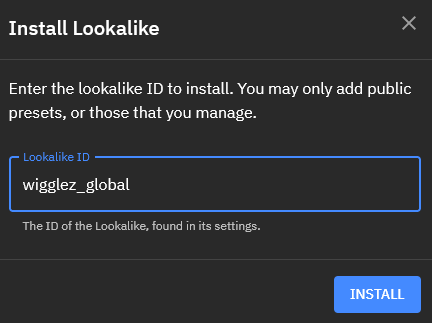 Install Lookalike
Enter the lookalike ID to install. You may only add public
presets, or those that you manage.
Lookalike ID
wigglez_global
The ID of the Lookalike, found in its settings.
INSTALL